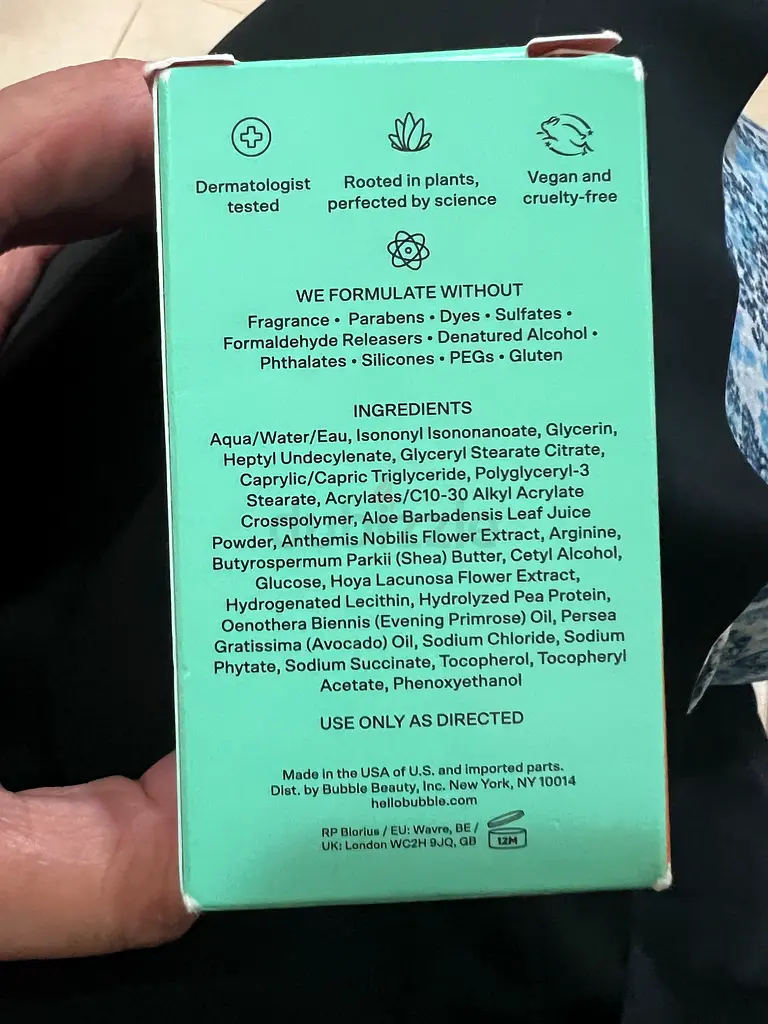 Dermatologist
tested
Rooted in plants,
perfected by science
Vegan and
cruelty-free
WE FORMULATE WITHOUT
Fragrance • Parabens • Dyes • Sulfates •
Formaldehyde Releasers • Denatured Alcohol •
Phthalates • Silicones • PEGs • Gluten
INGREDIENTS
Aqua/Water/Eau, Isononyl Isononanoate, Glycerin,
Heptyl Undecylenate, Glyceryl Stearate Citrate,
Caprylic/Capric Triglyceride, Polyglyceryl-3
Stearate, Acrylates/C10-30 Alkyl Acrylate
Crosspolymer, Aloe Barbadensis Leaf Juice
Powder, Anthemis Nobilis Flower Extract, Arginine,
Butyrospermum Parkii (Shea) Butter, Cetyl Alcohol,
Glucose, Hoya Lacunosa Flower Extract,
Hydrogenated Lecithin, Hydrolyzed Pea Protein,
Oenothera Biennis (Evening Primrose) Oil, Persea
Gratissima (Avocado) Oil, Sodium Chloride, Sodium
Phytate, Sodium Succinate, Tocopherol, Tocopheryl
Acetate, Phenoxyethanol
USE ONLY AS DIRECTED
Made in the USA of U.S. and imported parts.
Dist. by Bubble Beauty, Inc. New York, NY 10014
hellobubble.com
RP Biorius / EU: Wavre, BE /
UK: London WC2H 9JQ, GB
12M